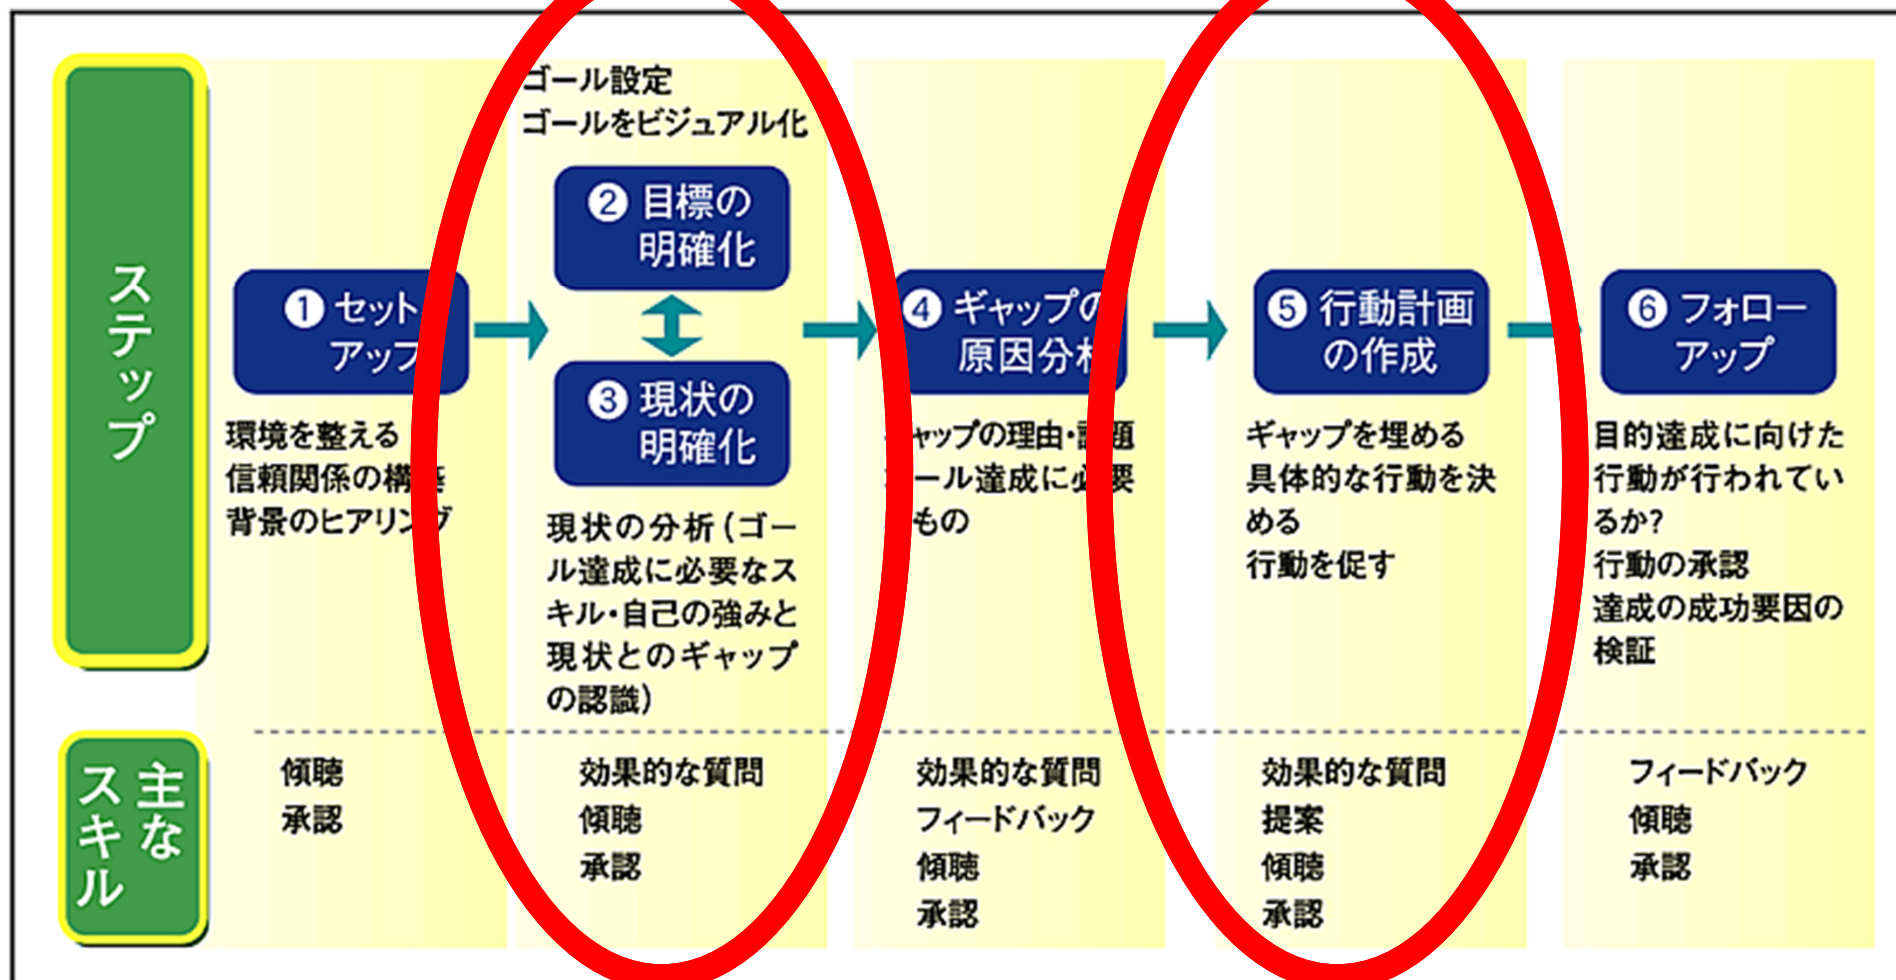 ステップ
① セット
アップ
環境を整える
信頼関係の構築
背景のヒアリング
ゴール設定
ゴールをビジュアル化
② 目標の
明確化
③ 現状の
明確化
現状の分析(ゴー
ル達成に必要なス
キル・自己の強みと
現状とのギャップ
の認識)
④ ギャップの
原因分析
ャップの理由・課題
ール達成に必要
もの
⑤ 行動計画
の作成
ギャップを埋める
具体的な行動を決
める
行動を促す
⑥ フォロー
アップ
目的達成に向けた
行動が行われてい
るか?
行動の承認
達成の成功要因の
検証
主な
スキル
傾聴
承認
効果的な質問
傾聴
承認
効果的な質問
フィードバック
傾聴
承認
効果的な質問
提案
傾聴
承認
フィードバック
傾聴
承認